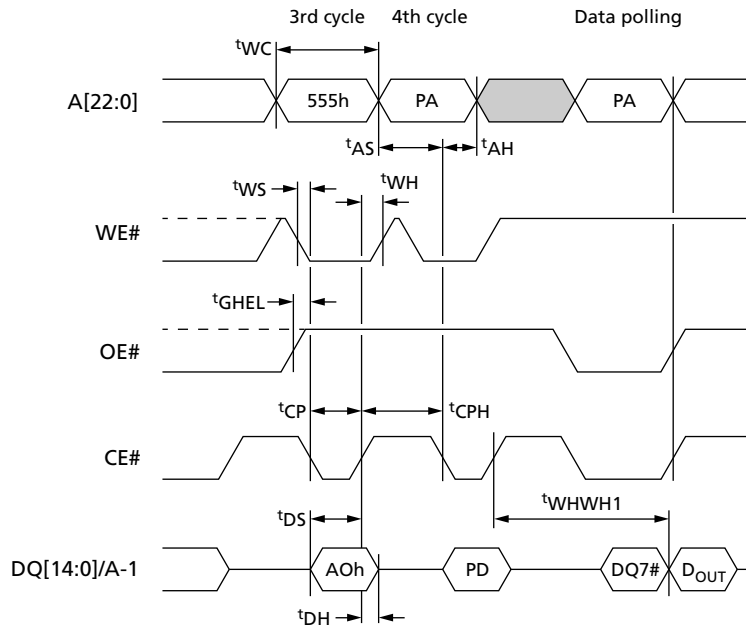 3rd cycle 4th cycle Data polling
tWC
A[22:0] 555h PA PA
tAS tAH
tWS tWH
WE#
tGHEL
OE#
tCP tCPH
CE#
tWHWH1
tDS
DQ[14:0]/A-1 AOh PD DQ7# DOUT
tDH